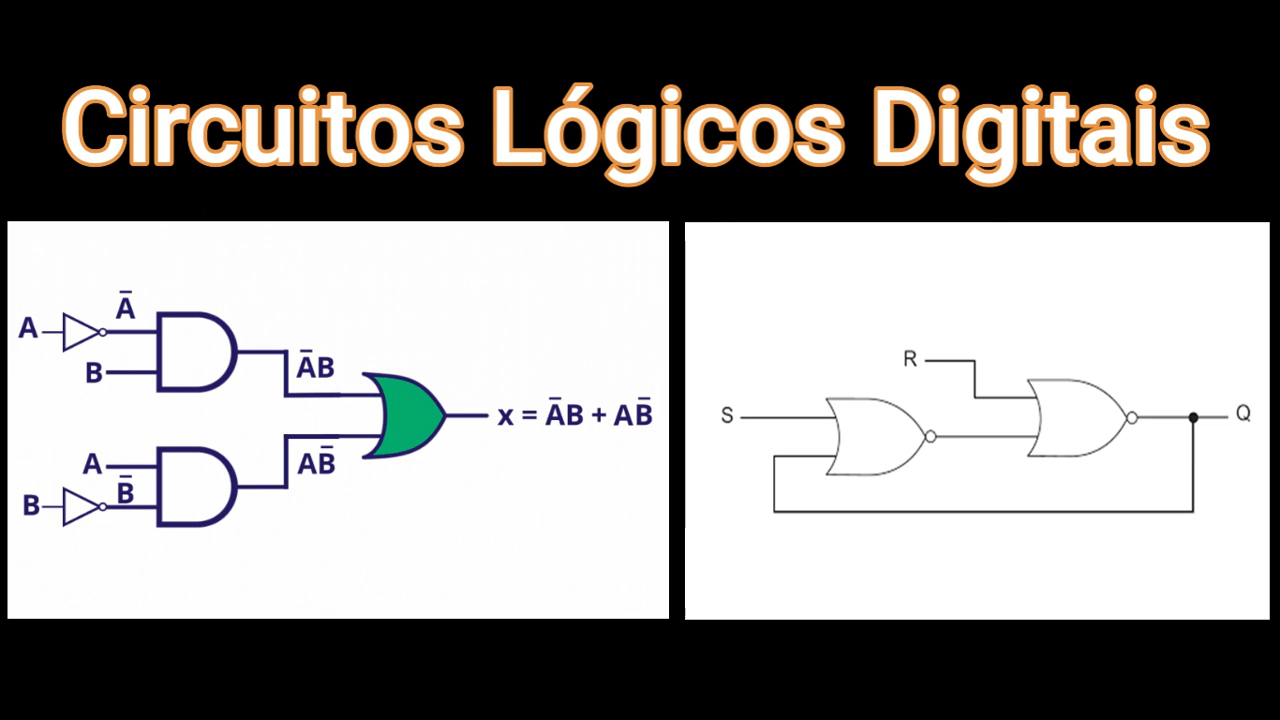 Circuitos Lógicos Digitais
A
Ā
B
ĀB
x = ĀB + AB̄
A
B̄
B
AB̄
R
S
Q